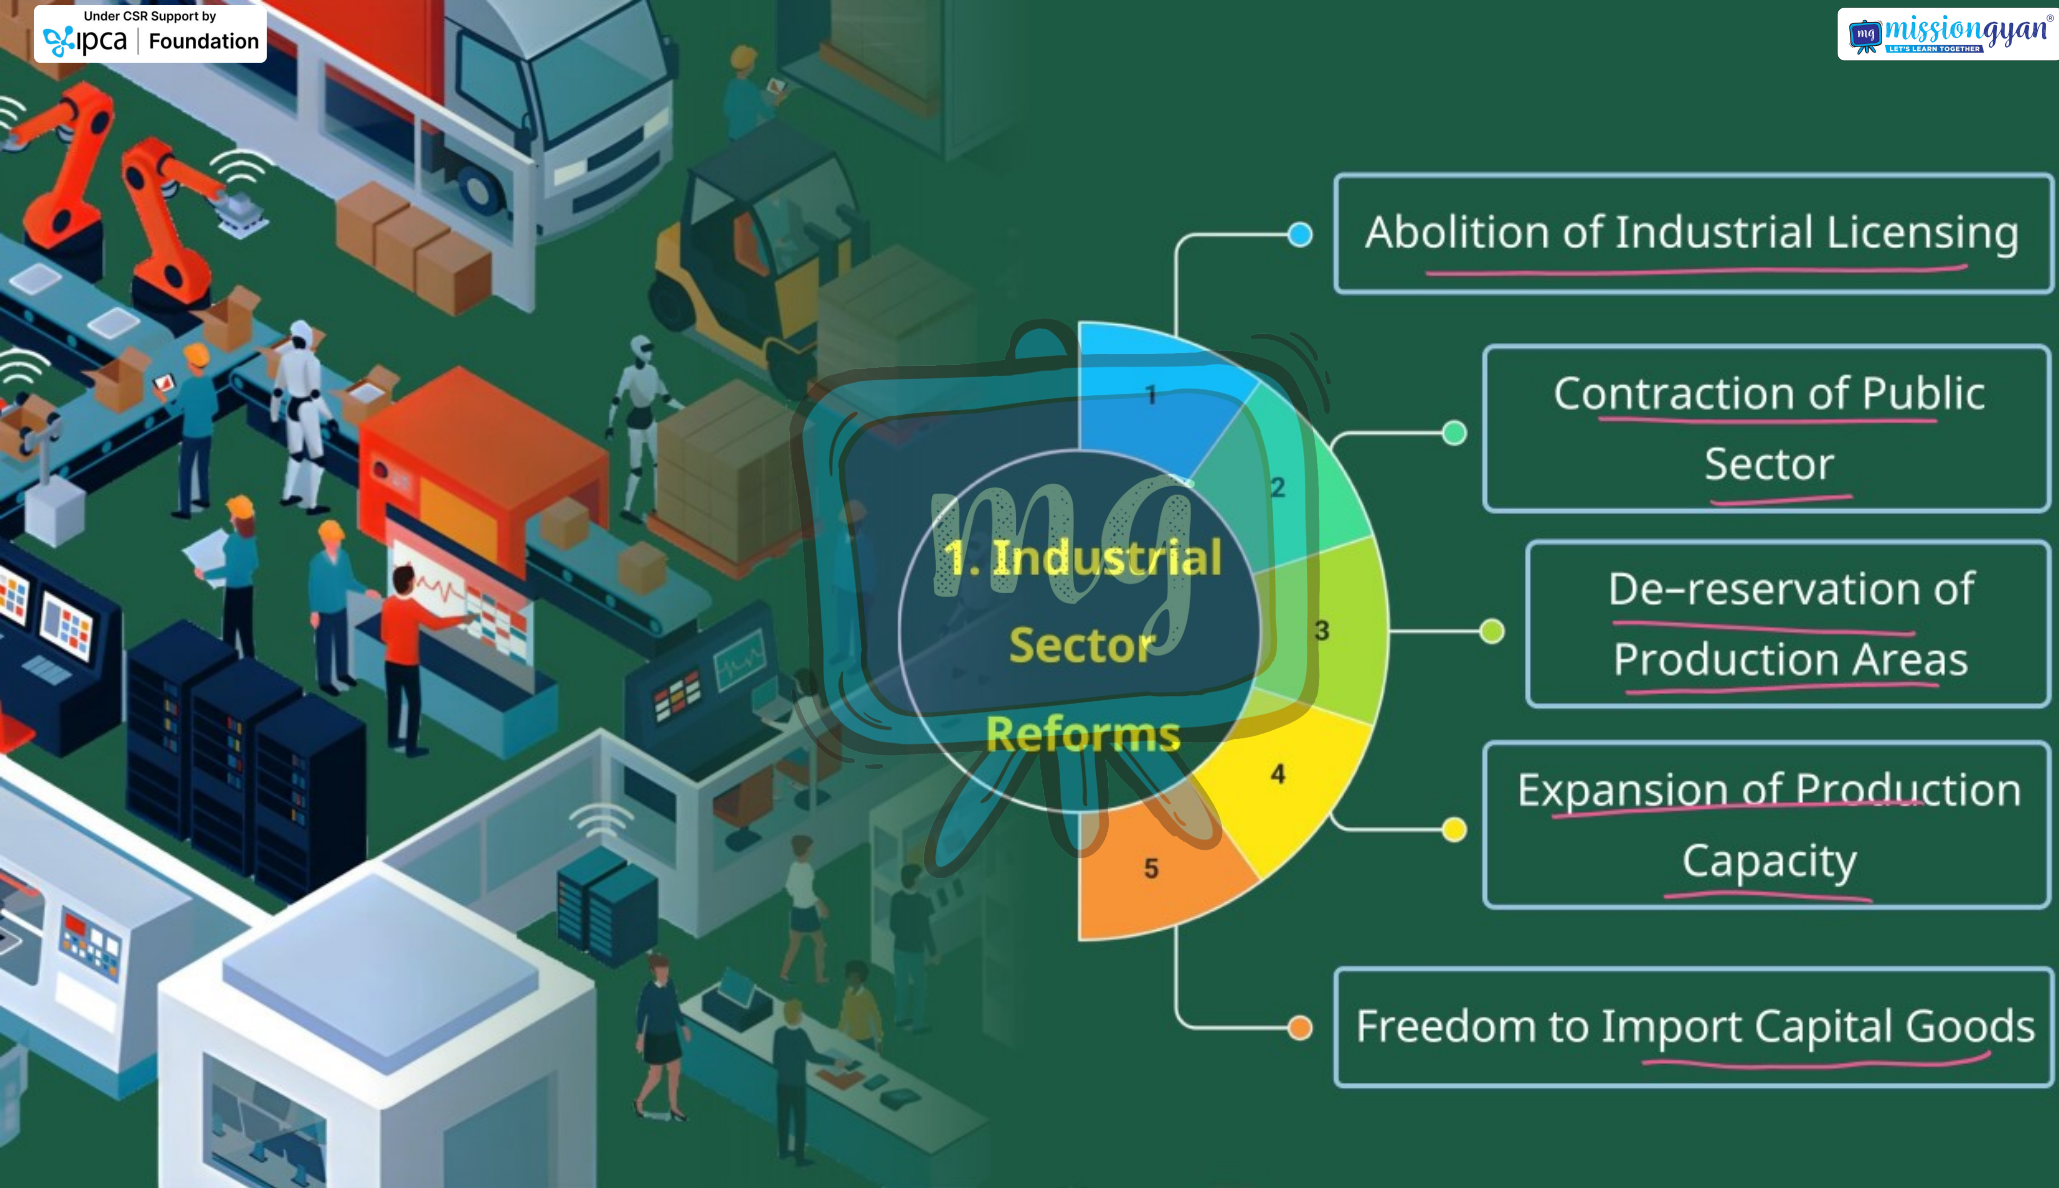 Under CSR Support by
ipca | Foundation
mg missiongyan®
LET'S LEARN TOGETHER
Abolition of Industrial Licensing
1
Contraction of Public
Sector
2
mg
1. Industrial
Sector
Reforms
De–reservation of
Production Areas
3
Expansion of Production
Capacity
4
5
Freedom to Import Capital Goods